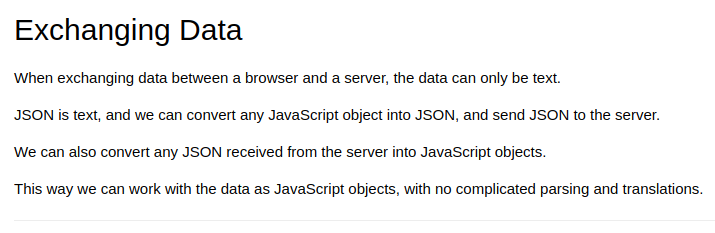 Exchanging Data
When exchanging data between a browser and a server, the data can only be text.
JSON is text, and we can convert any JavaScript object into JSON, and send JSON to the server.
We can also convert any JSON received from the server into JavaScript objects.
This way we can work with the data as JavaScript objects, with no complicated parsing and translations.